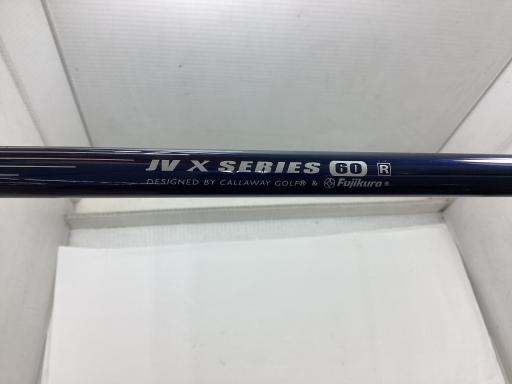 JV X SERIES 60 R
DESIGNED BY CALLAWAY GOLF® & Fujikura®